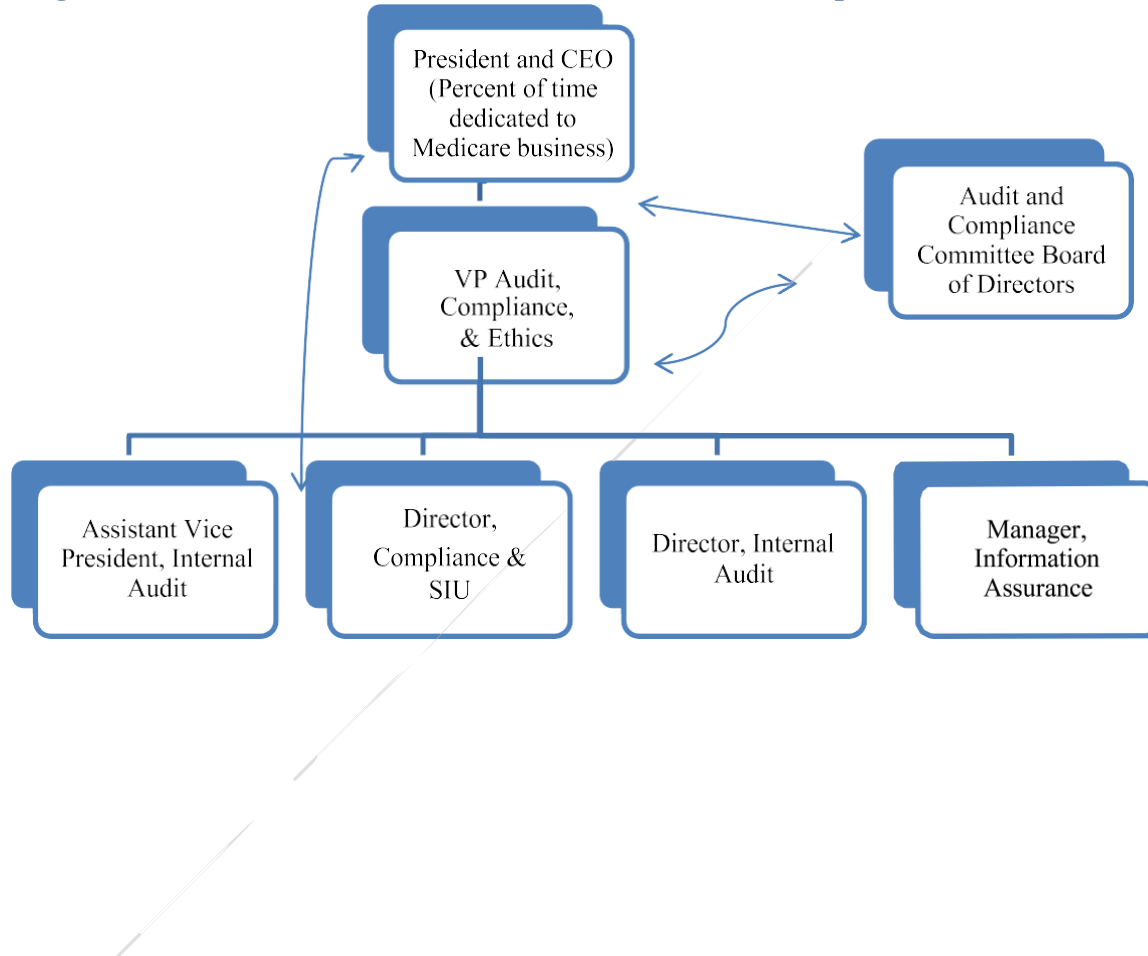 President and CEO
(Percent of time
dedicated to
Medicare business)
Audit and
Compliance
Committee Board
of Directors
VP Audit,
Compliance,
& Ethics
Assistant Vice
President, Internal
Audit
Director,
Compliance &
SIU
Director, Internal
Audit
Manager,
Information
Assurance